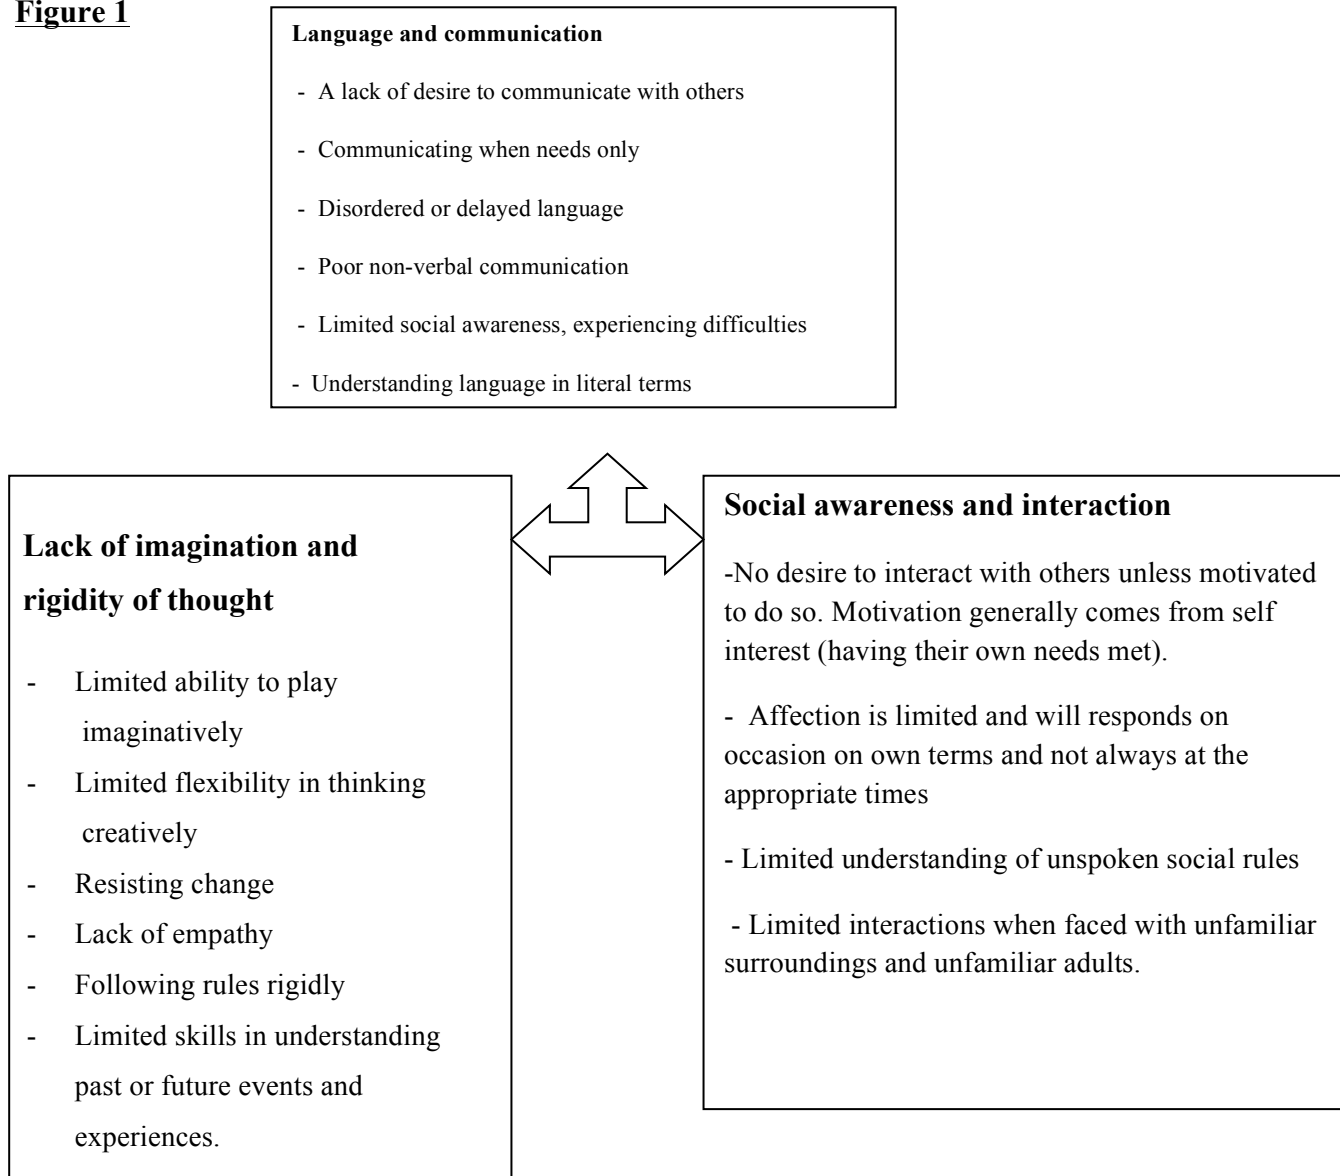 Figure 1
Language and communication
- A lack of desire to communicate with others
- Communicating when needs only
- Disordered or delayed language
- Poor non-verbal communication
- Limited social awareness, experiencing difficulties
- Understanding language in literal terms
Lack of imagination and
rigidity of thought
- Limited ability to play
imaginatively
- Limited flexibility in thinking
creatively
- Resisting change
- Lack of empathy
- Following rules rigidly
- Limited skills in understanding
past or future events and
experiences.
Social awareness and interaction
-No desire to interact with others unless motivated
to do so. Motivation generally comes from self
interest (having their own needs met).
- Affection is limited and will responds on
occasion on own terms and not always at the
appropriate times
- Limited understanding of unspoken social rules
- Limited interactions when faced with unfamiliar
surroundings and unfamiliar adults.